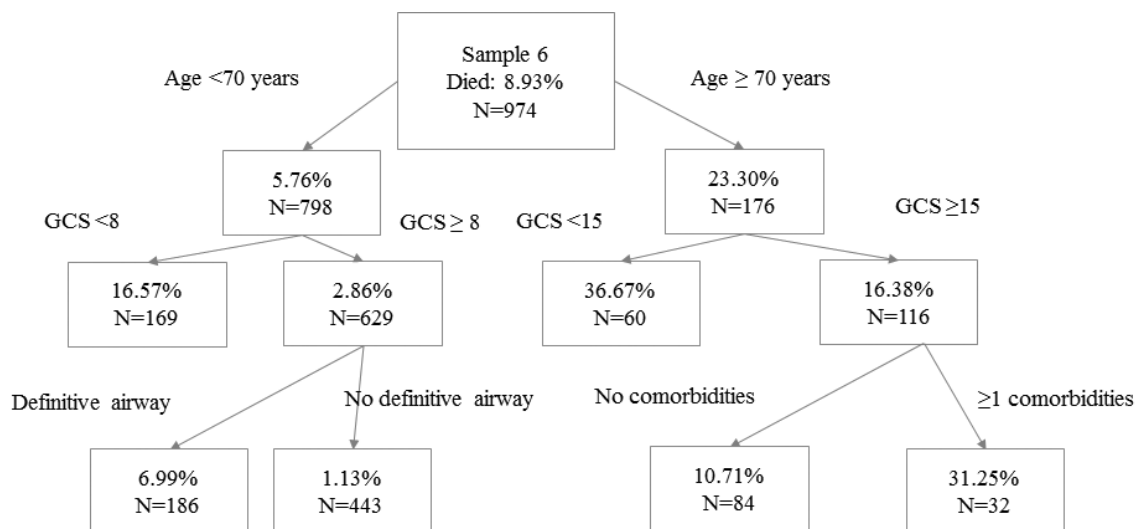 Sample 6
Died: 8.93%
N=974
Age <70 years
Age ≥ 70 years
5.76%
N=798
23.30%
N=176
GCS <8
GCS ≥ 8
GCS <15
GCS ≥15
16.57%
N=169
2.86%
N=629
36.67%
N=60
16.38%
N=116
Definitive airway
No definitive airway
No comorbidities
≥1 comorbidities
6.99%
N=186
1.13%
N=443
10.71%
N=84
31.25%
N=32